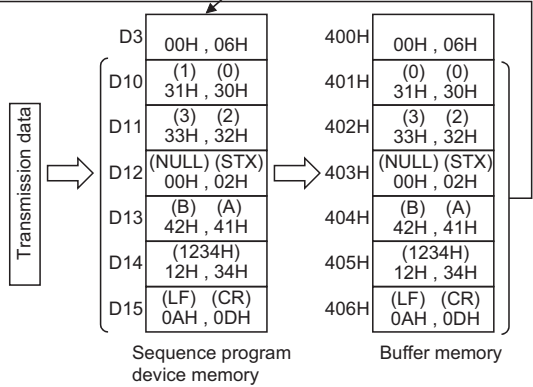 D3 00H , 06H 400H 00H , 06H
D10 (1) (0) 31H , 30H 401H (0) (0) 31H , 30H
D11 (3) (2) 33H , 32H 402H (3) (2) 33H , 32H
D12 (NULL) (STX) 00H , 02H 403H (NULL) (STX) 00H , 02H
D13 (B) (A) 42H , 41H 404H (B) (A) 42H , 41H
D14 (1234H) 12H , 34H 405H (1234H) 12H , 34H
D15 (LF) (CR) 0AH , 0DH 406H (LF) (CR) 0AH , 0DH
Transmission data
Sequence program
device memory
Buffer memory